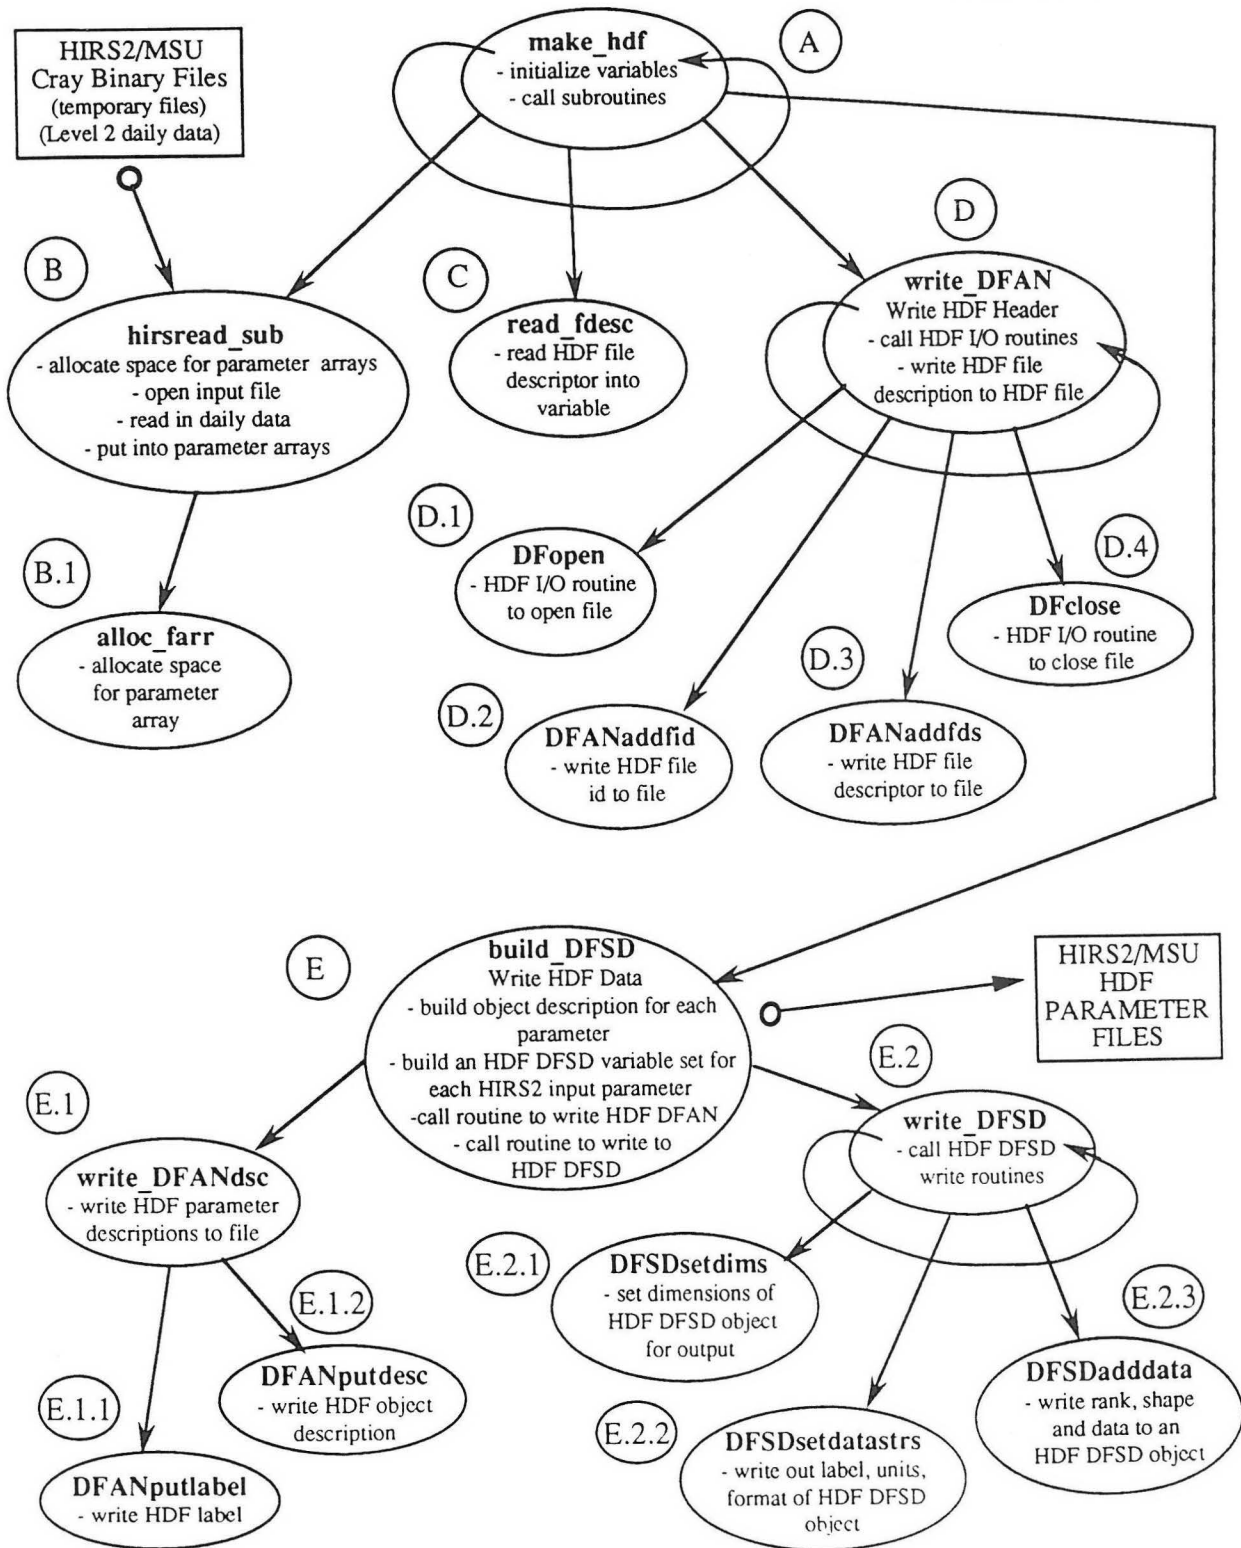 HIRS2/MSU
Cray Binary Files
(temporary files)
(Level 2 daily data)
make_hdf
- initialize variables
- call subroutines
A
B
hirsread_sub
- allocate space for parameter arrays
- open input file
- read in daily data
- put into parameter arrays
C
read_fdesc
- read HDF file
descriptor into
variable
D
write_DFAN
Write HDF Header
- call HDF I/O routines
- write HDF file
description to HDF file
B.1
alloc_farr
- allocate space
for parameter
array
D.1
DFopen
- HDF I/O routine
to open file
D.2
DFANaddfid
- write HDF file
id to file
D.3
DFANaddfds
- write HDF file
descriptor to file
D.4
DFclose
- HDF I/O routine
to close file
E
build_DFSD
Write HDF Data
- build object description for each
parameter
- build an HDF DFSD variable set for
each HIRS2 input parameter
-call routine to write HDF DFAN
- call routine to write to
HDF DFSD
HIRS2/MSU
HDF
PARAMETER
FILES
E.1
write_DFANdsc
- write HDF parameter
descriptions to file
E.2
write_DFSD
- call HDF DFSD
write routines
E.1.1
DFANputlabel
- write HDF label
E.1.2
DFANputdesc
- write HDF object
description
E.2.1
DFSDsetdims
- set dimensions of
HDF DFSD object
for output
E.2.2
DFSDsetdatastrs
- write out label, units,
format of HDF DFSD
object
E.2.3
DFSDadddata
- write rank, shape
and data to an
HDF DFSD object